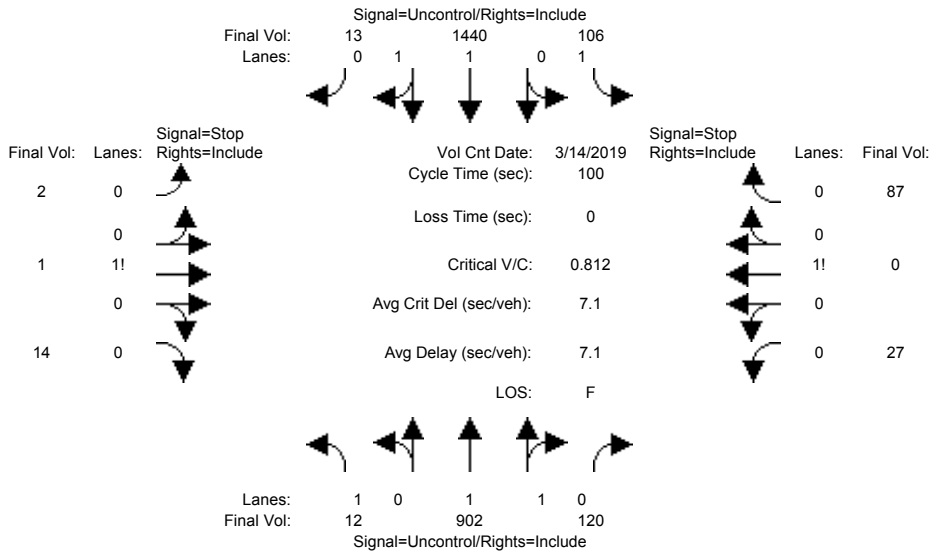 Signal=Uncontrol/Rights=Include
Final Vol: 13 1440 106
Lanes: 0 1 1 0 1
Signal=Stop
Final Vol: Lanes: Rights=Include
Vol Cnt Date: 3/14/2019
Signal=Stop
Rights=Include Lanes: Final Vol:
Cycle Time (sec): 100
2 0
0 87
Loss Time (sec): 0
0
0
1 1!
Critical V/C: 0.812
1! 0
0
Avg Crit Del (sec/veh): 7.1
0
14 0
Avg Delay (sec/veh): 7.1
0 27
LOS: F
Lanes: 1 0 1 1 0
Final Vol: 12 902 120
Signal=Uncontrol/Rights=Include